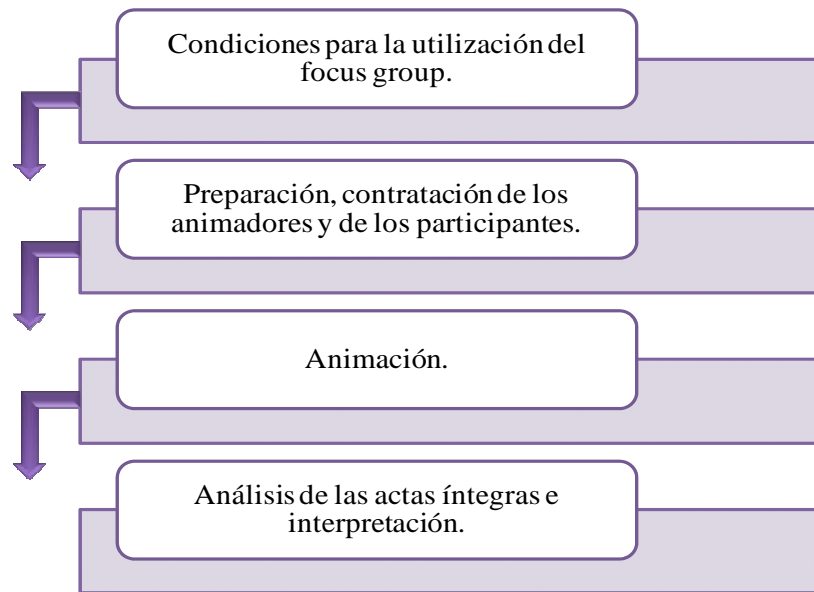 Condiciones para la utilización del
focus group.
Preparación, contratación de los
animadores y de los participantes.
Animación.
Análisis de las actas íntegras e
interpretación.